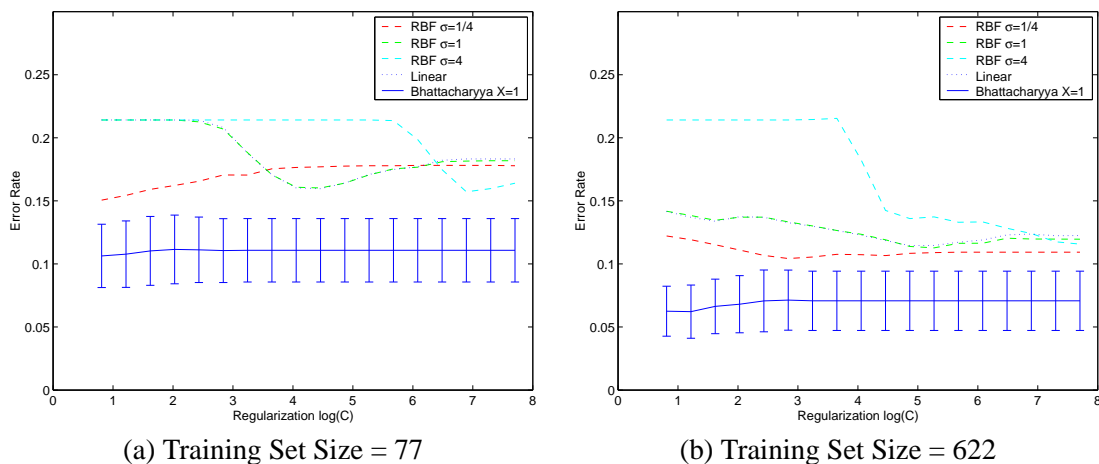 RBF σ=1/4
RBF σ=1
RBF σ=4
Linear
Bhattacharyya X=1
0.25
0.2
0.15
0.1
0.05
0
Error Rate
0 1 2 3 4 5 6 7 8
Regularization log(C)
(a) Training Set Size = 77
RBF σ=1/4
RBF σ=1
RBF σ=4
Linear
Bhattacharyya X=1
0.25
0.2
0.15
0.1
0.05
0
Error Rate
0 1 2 3 4 5 6 7 8
Regularization log(C)
(b) Training Set Size = 622